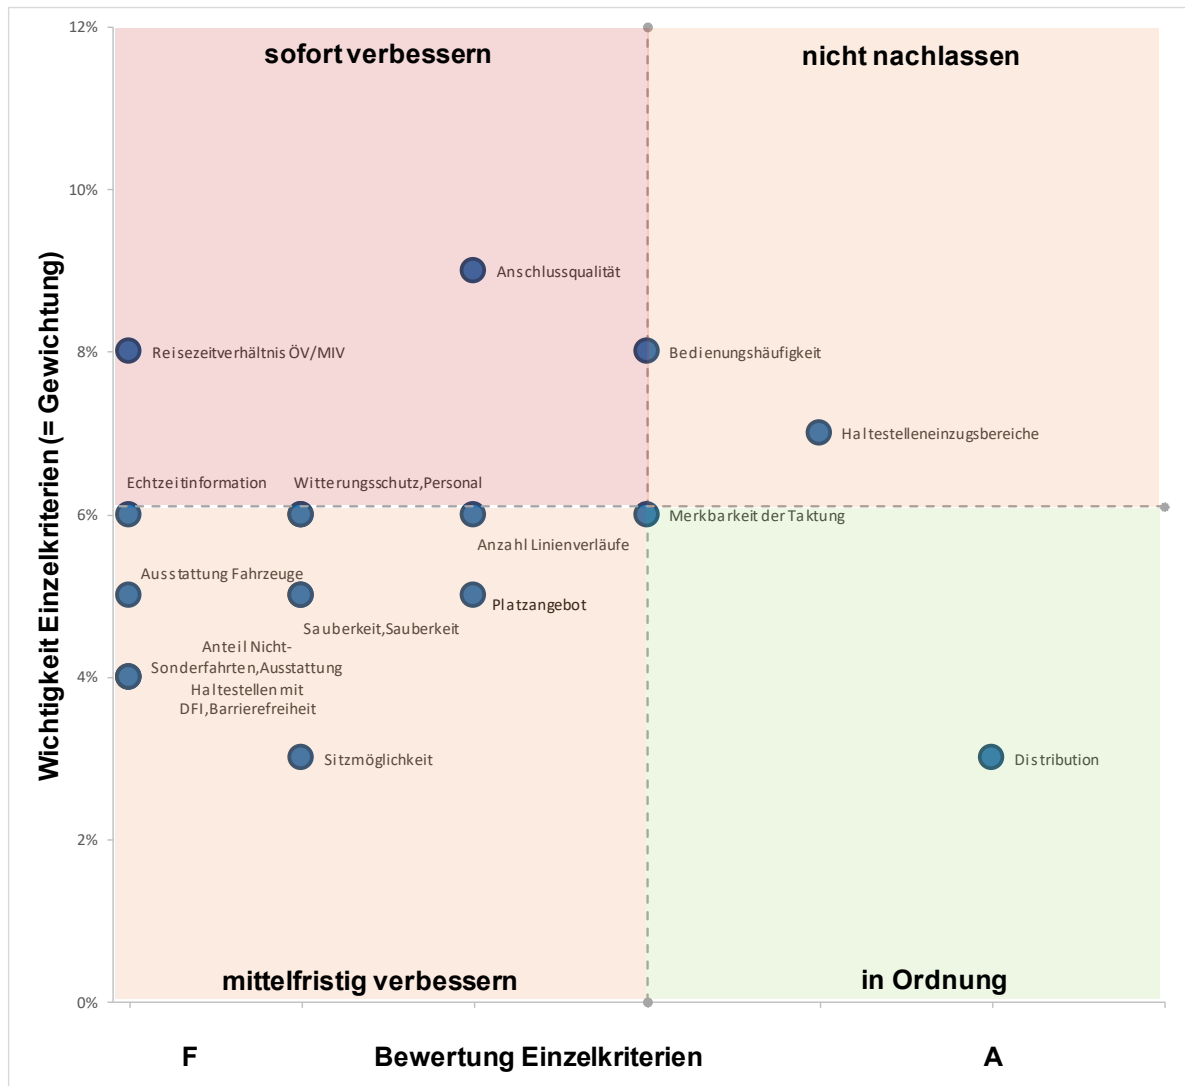 12%
sofort verbessern
nicht nachlassen
10%
Anschlussqualität
8%
Reisezeitverhältnis ÖV/MIV
Bedienungshäufigkeit
Haltestelleneinzugsbereiche
Echtzeitinformation
Witterungsschutz,Personal
6%
Merkbarkeit der Taktung
Anzahl Linienverläufe
Ausstattung Fahrzeuge
Platzangebot
Sauberkeit,Sauberkeit
Anteil Nicht-
Sonderfahrten,Ausstattung
Haltestellen mit
DFI,Barrierefreiheit
4%
Sitzmöglichkeit
Distribution
2%
mittelfristig verbessern
in Ordnung
0%
Wichtigkeit Einzelkriterien (= Gewichtung)
F
Bewertung Einzelkriterien
A